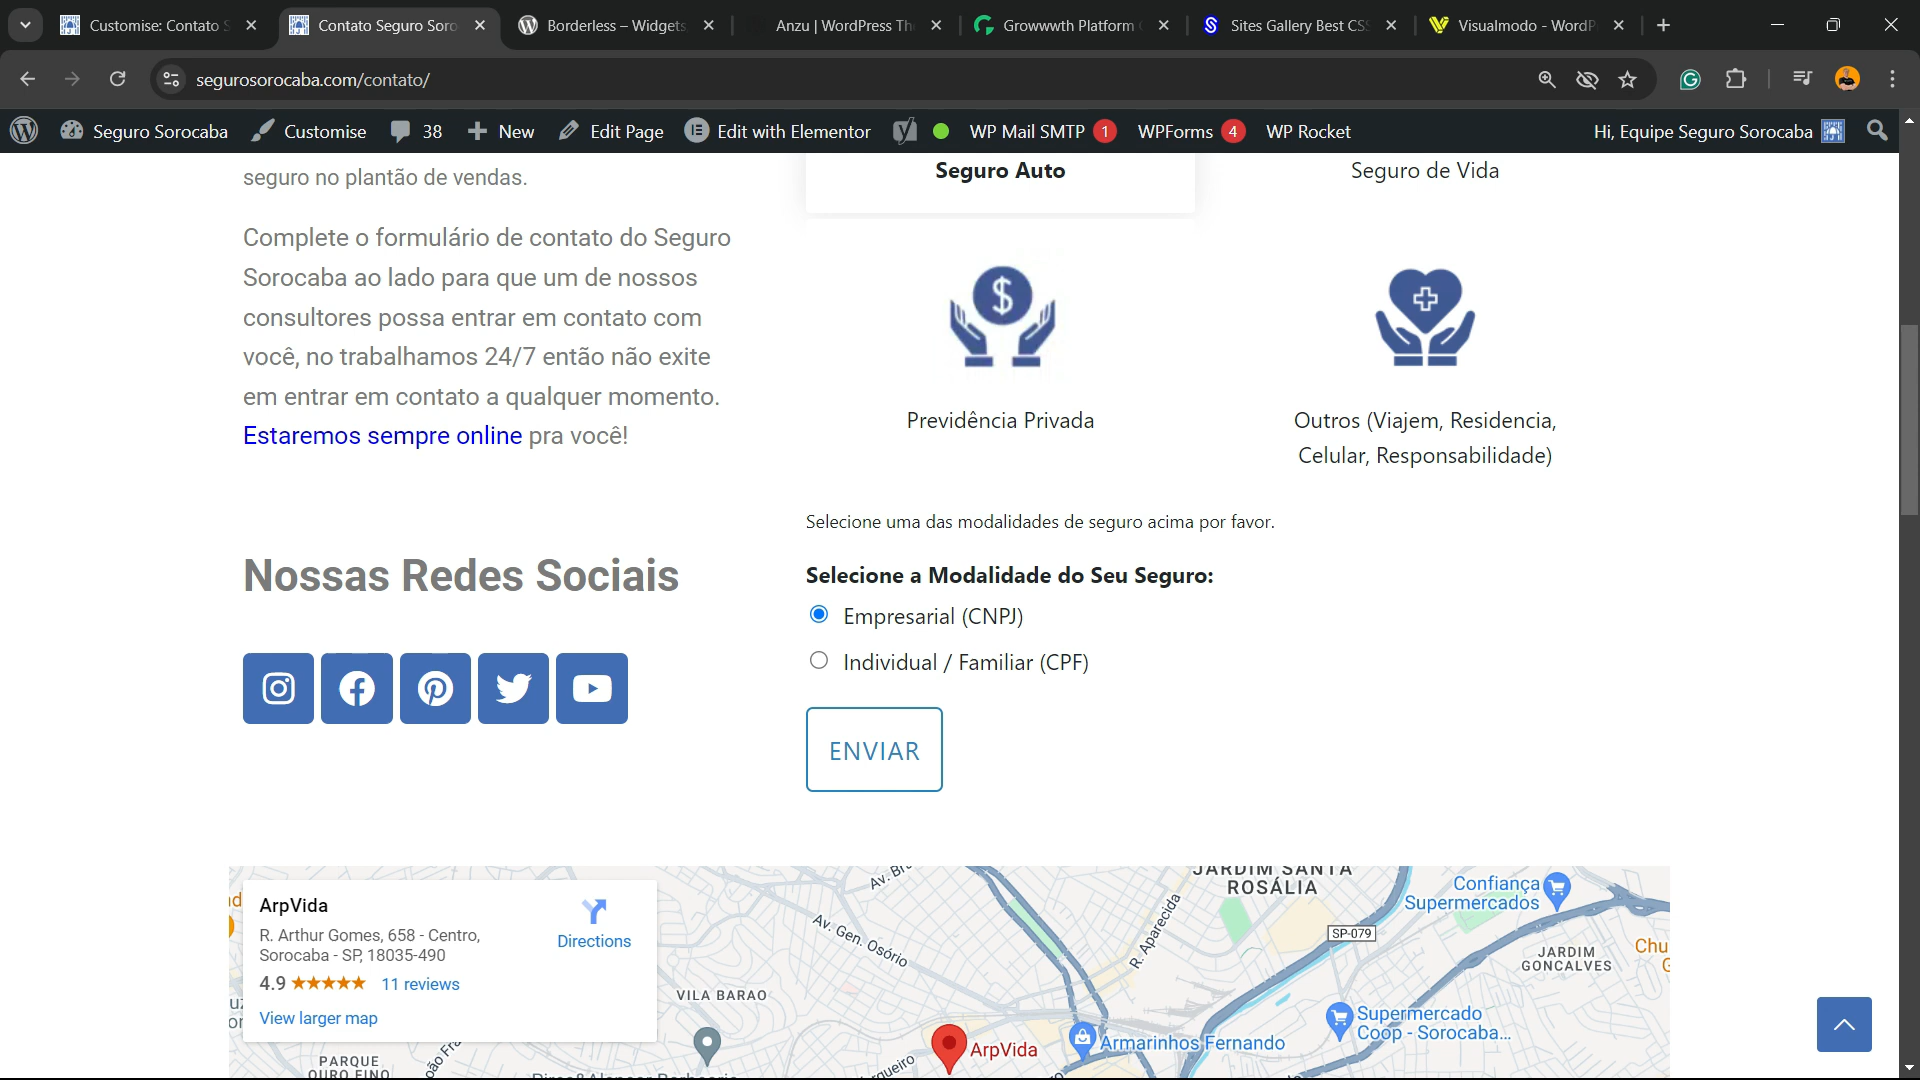 Customise: Contato S
Contato Seguro Soro
Borderless – Widgets
Anzu | WordPress Th
Growwwth Platform
Sites Gallery Best CSS
Visualmodo - WordP
segurosorocaba.com/contato/
Seguro Sorocaba
Customise
38
New
Edit Page
Edit with Elementor
WP Mail SMTP 1
WPForms 4
WP Rocket
Hi, Equipe Seguro Sorocaba
seguro no plantão de vendas.
Complete o formulário de contato do Seguro
Sorocaba ao lado para que um de nossos
consultores possa entrar em contato com
você, no trabalhamos 24/7 então não exite
em entrar em contato a qualquer momento.
Estaremos sempre online pra você!
Nossas Redes Sociais
Seguro Auto
Seguro de Vida
Previdência Privada
Outros (Viajem, Residencia,
Celular, Responsabilidade)
Selecione uma das modalidades de seguro acima por favor.
Selecione a Modalidade do Seu Seguro:
Empresarial (CNPJ)
Individual / Familiar (CPF)
ENVIAR
ArpVida
R. Arthur Gomes, 658 - Centro,
Sorocaba - SP, 18035-490
4.9
11 reviews
View larger map
Directions
Av. Gen. Osório
VILA BARAO
R. Aparecida
JARDIM SANTA
ROSÁLIA
SP-079
Confiança
Supermercados
JARDIM
GONCALVES
Supermercado
Coop - Sorocaba...
Armarinhos Fernando
ArpVida
PARQUE
OURO FINO